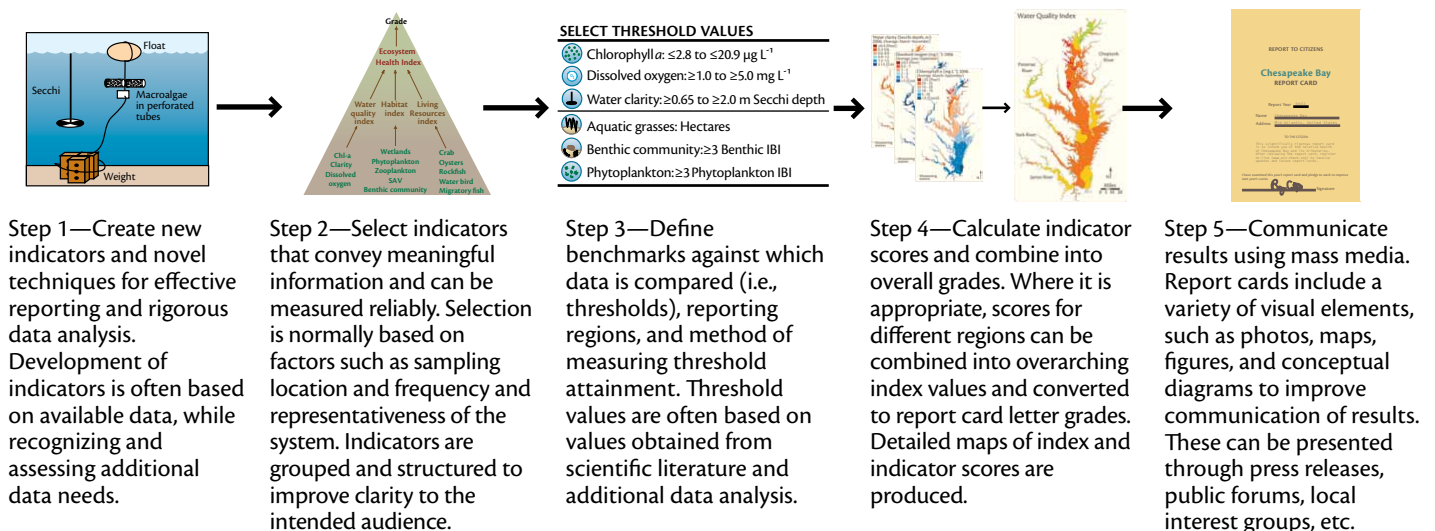 Float
Secchi
Macroalgae
in perforated
tubes
Weight
Grade
Ecosystem
Health Index
Water
quality
index
Habitat
index
Living
Resources
index
Chl-a
Clarity
Dissolved
oxygen
Wetlands
Phytoplankton
Zooplankton
SAV
Benthic community
Crab
Oysters
Rockfish
Water bird
Migratory fish
SELECT THRESHOLD VALUES
Chlorophyll a: ≤2.8 to ≤20.9 µg L⁻¹
Dissolved oxygen: ≥1.0 to ≥5.0 mg L⁻¹
Water clarity: ≥0.65 to ≥2.0 m Secchi depth
Aquatic grasses: Hectares
Benthic community: ≥3 Benthic IBI
Phytoplankton: ≥3 Phytoplankton IBI
Water Quality Index
REPORT TO CITIZENS
Chesapeake Bay
REPORT CARD
Report Year
Name
Address
Signature
Step 1—Create new
indicators and novel
techniques for effective
reporting and rigorous
data analysis.
Development of
indicators is often based
on available data, while
recognizing and
assessing additional
data needs.
Step 2—Select indicators
that convey meaningful
information and can be
measured reliably. Selection
is normally based on
factors such as sampling
location and frequency and
representativeness of the
system. Indicators are
grouped and structured to
improve clarity to the
intended audience.
Step 3—Define
benchmarks against which
data is compared (i.e.,
thresholds), reporting
regions, and method of
measuring threshold
attainment. Threshold
values are often based on
values obtained from
scientific literature and
additional data analysis.
Step 4—Calculate indicator
scores and combine into
overall grades. Where it is
appropriate, scores for
different regions can be
combined into overarching
index values and converted
to report card letter grades.
Detailed maps of index and
indicator scores are
produced.
Step 5—Communicate
results using mass media.
Report cards include a
variety of visual elements,
such as photos, maps,
figures, and conceptual
diagrams to improve
communication of results.
These can be presented
through press releases,
public forums, local
interest groups, etc.